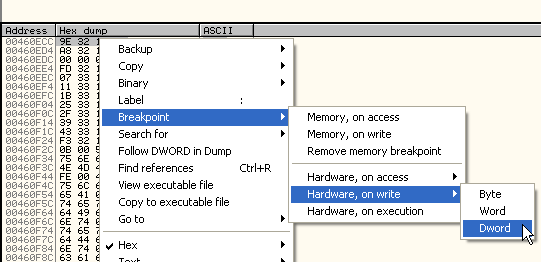 Address Hex dump ASCII
00460ECC 9E 32 1
00460ED4 A8 32 1
00460EDC 00 00 0
00460EE4 FD 32 1
00460EEC 07 33 1
00460EF4 11 33 1
00460EFC 1B 33 1
00460F04 25 33 1
00460F0C 2F 33 1
00460F14 39 33 1
00460F1C 43 33 1
00460F24 F3 32 1
00460F2C 0B 00 5
00460F34 75 6E 6
00460F3C 4E 4D 4
00460F44 FE 00 4
00460F4C 75 6C 6
00460F54 65 41 0
00460F5C 74 65 7
00460F64 64 49 6
00460F6C 6E 74 0
00460F74 74 65 7
00460F7C 64 44 6
00460F84 6E 74 0
00460F8C 63 61 6
Backup
Copy
Binary
Label :
Breakpoint
Search for
Follow DWORD in Dump
Find references Ctrl+R
View executable file
Copy to executable file
Go to
Hex
Text
Memory, on access
Memory, on write
Remove memory breakpoint
Hardware, on access
Hardware, on write
Hardware, on execution
Byte
Word
Dword